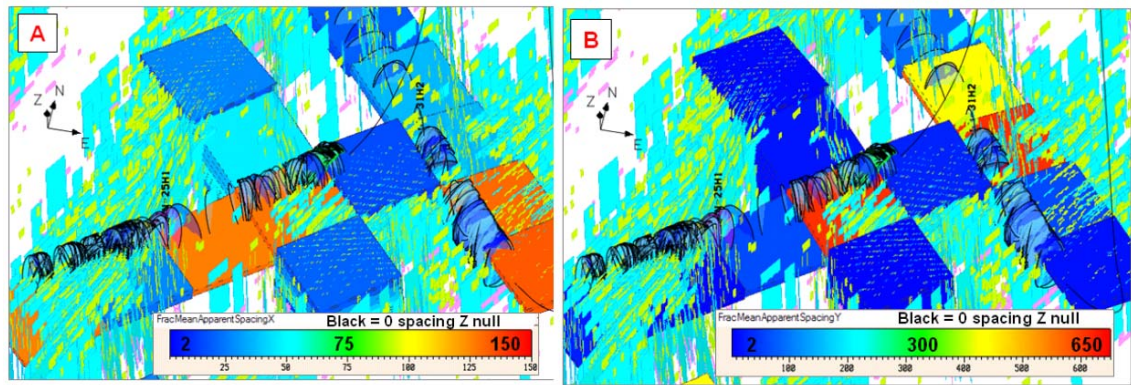 A
Z N
E
25H1
31H2
FracMeanApparentSpacingX Black = 0 spacing Z null
2 75 150
25 50 75 100 125 150
B
Z N
E
25H1
31H2
FracMeanApparentSpacingY Black = 0 spacing Z null
2 300 650
100 200 300 400 500 600